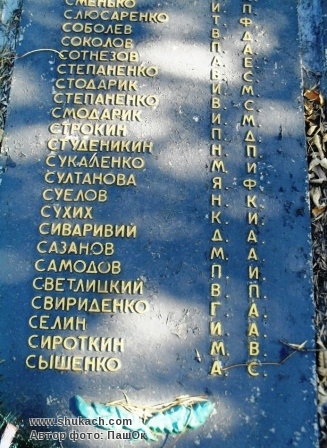 СМЕНЬКО И. П.
СЛЮСАРЕНКО Т. Ф.
СОБОЛЕВ В. Д.
СОКОЛОВ П. А.
СОТНЕЗОВ А. Е.
СТЕПАНЕНКО В. С.
СТОДАРИК И. М.
СТЕПАНЕНКО В. С.
СМОДАРИК И. М.
СТРОКИН П. Д.
СТУДЕНИКИН Н. П.
СУКАЛЕНКО М. И.
СУЛТАНОВА Я. Ф.
СУЕЛОВ Н. К.
СУХИХ К. И.
СИВАРИВИЙ Д. А.
САЗАНОВ М. А.
САМОДОВ П. И.
СВЕТЛИЦКИЙ В. П.
СВИРИДЕНКО Г. А.
СЕЛИН И. А.
СИРОТКИН М. В.
СЫШЕНКО А. С.
www.shukach.com
Автор фото: ПашОк